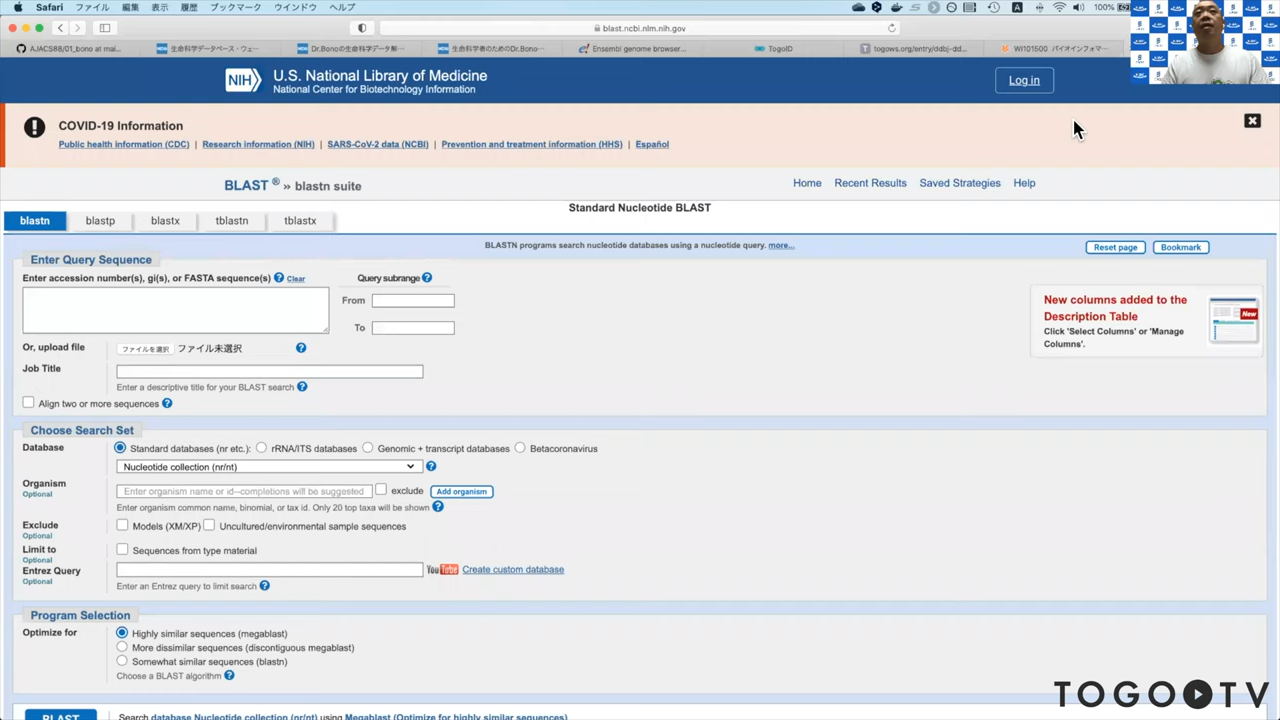 Safari ファイル 編集 表示 履歴 ブックマーク ウインドウ ヘルプ
100%
blast.ncbi.nlm.nih.gov
AJACS88/01_bono at mai...
生命科学データベース・ウェ...
Dr.Bonoの生命科学データ解...
生命科学者のためのDr.Bono...
Ensembl genome browser...
TogoID
togows.org/entry/ddbj-dd...
WI101500 バイオインフォマ...
NIH
U.S. National Library of Medicine
National Center for Biotechnology Information
Log in
COVID-19 Information
Public health information (CDC) | Research information (NIH) | SARS-CoV-2 data (NCBI) | Prevention and treatment information (HHS) | Español
BLAST ® » blastn suite
Home Recent Results Saved Strategies Help
Standard Nucleotide BLAST
blastn blastp blastx tblastn tblastx
BLASTN programs search nucleotide databases using a nucleotide query. more...
Reset page Bookmark
Enter Query Sequence
Enter accession number(s), gi(s), or FASTA sequence(s) ? Clear
Query subrange ?
From
To
Or, upload file ファイルを選択 ファイル未選択 ?
Job Title
Enter a descriptive title for your BLAST search ?
Align two or more sequences ?
New columns added to the
Description Table
Click 'Select Columns' or 'Manage
Columns'.
New
Choose Search Set
Database
Standard databases (nr etc.): rRNA/ITS databases Genomic + transcript databases Betacoronavirus
Nucleotide collection (nr/nt) ?
Organism
Optional
Enter organism name or id--completions will be suggested exclude Add organism
Enter organism common name, binomial, or tax id. Only 20 top taxa will be shown ?
Exclude
Optional
Models (XM/XP) Uncultured/environmental sample sequences
Limit to
Optional
Sequences from type material
Entrez Query
Optional
YouTube Create custom database
Enter an Entrez query to limit search ?
Program Selection
Optimize for
Highly similar sequences (megablast)
More dissimilar sequences (discontiguous megablast)
Somewhat similar sequences (blastn)
Choose a BLAST algorithm ?
BLAST
Search database Nucleotide collection (nr/nt) using Megablast (Optimize for highly similar sequences)
TOGO TV